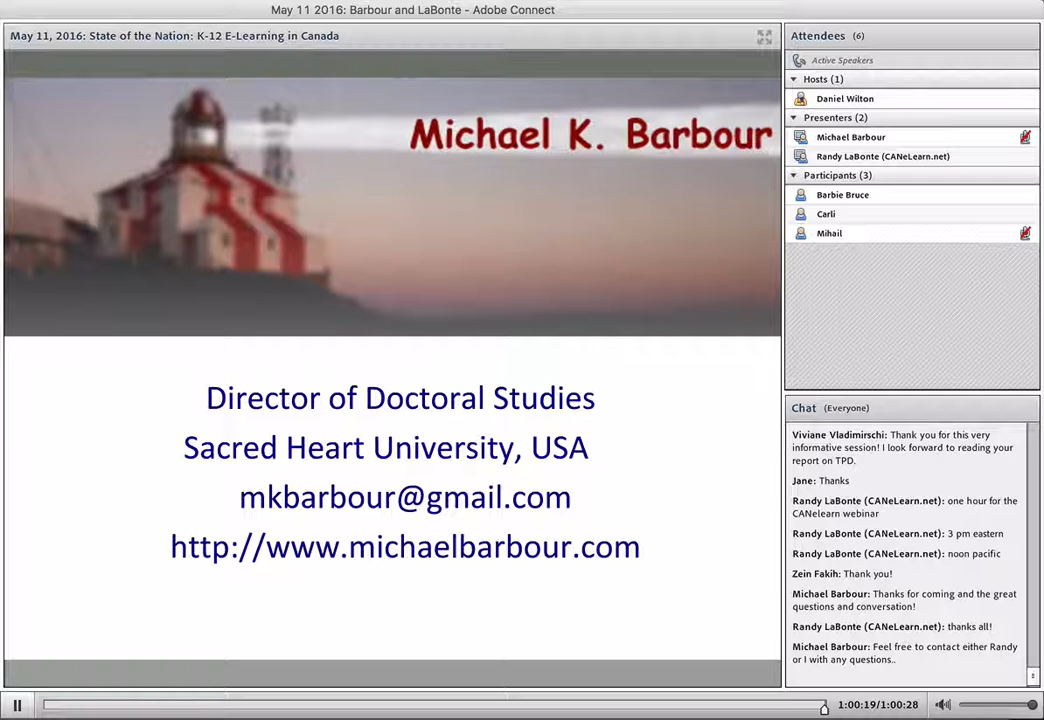 May 11 2016: Barbour and LaBonte - Adobe Connect
May 11, 2016: State of the Nation: K-12 E-Learning in Canada
Michael K. Barbour
Director of Doctoral Studies
Sacred Heart University, USA
mkbarbour@gmail.com
http://www.michaelbarbour.com
Attendees (6)
Active Speakers
Hosts (1)
Daniel Wilton
Presenters (2)
Michael Barbour
Randy LaBonte (CANeLearn.net)
Participants (3)
Barbie Bruce
Carli
Mihail
Chat (Everyone)
Viviane Vladimirschi: Thank you for this very
informative session! I look forward to reading your
report on TPD.
Jane: Thanks
Randy LaBonte (CANeLearn.net): one hour for the
CANelearn webinar
Randy LaBonte (CANeLearn.net): 3 pm eastern
Randy LaBonte (CANeLearn.net): noon pacific
Zein Fakih: Thank you!
Michael Barbour: Thanks for coming and the great
questions and conversation!
Randy LaBonte (CANeLearn.net): thanks all!
Michael Barbour: Feel free to contact either Randy
or I with any questions..
1:00:19/1:00:28